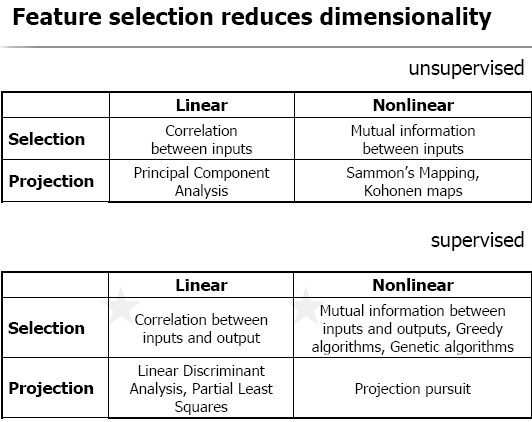 Feature selection reduces dimensionality
unsupervised
Linear Nonlinear
Selection Correlation between inputs Mutual information between inputs
Projection Principal Component Analysis Sammon's Mapping, Kohonen maps
supervised
Linear Nonlinear
Selection Correlation between inputs and output Mutual information between inputs and outputs, Greedy algorithms, Genetic algorithms
Projection Linear Discriminant Analysis, Partial Least Squares Projection pursuit